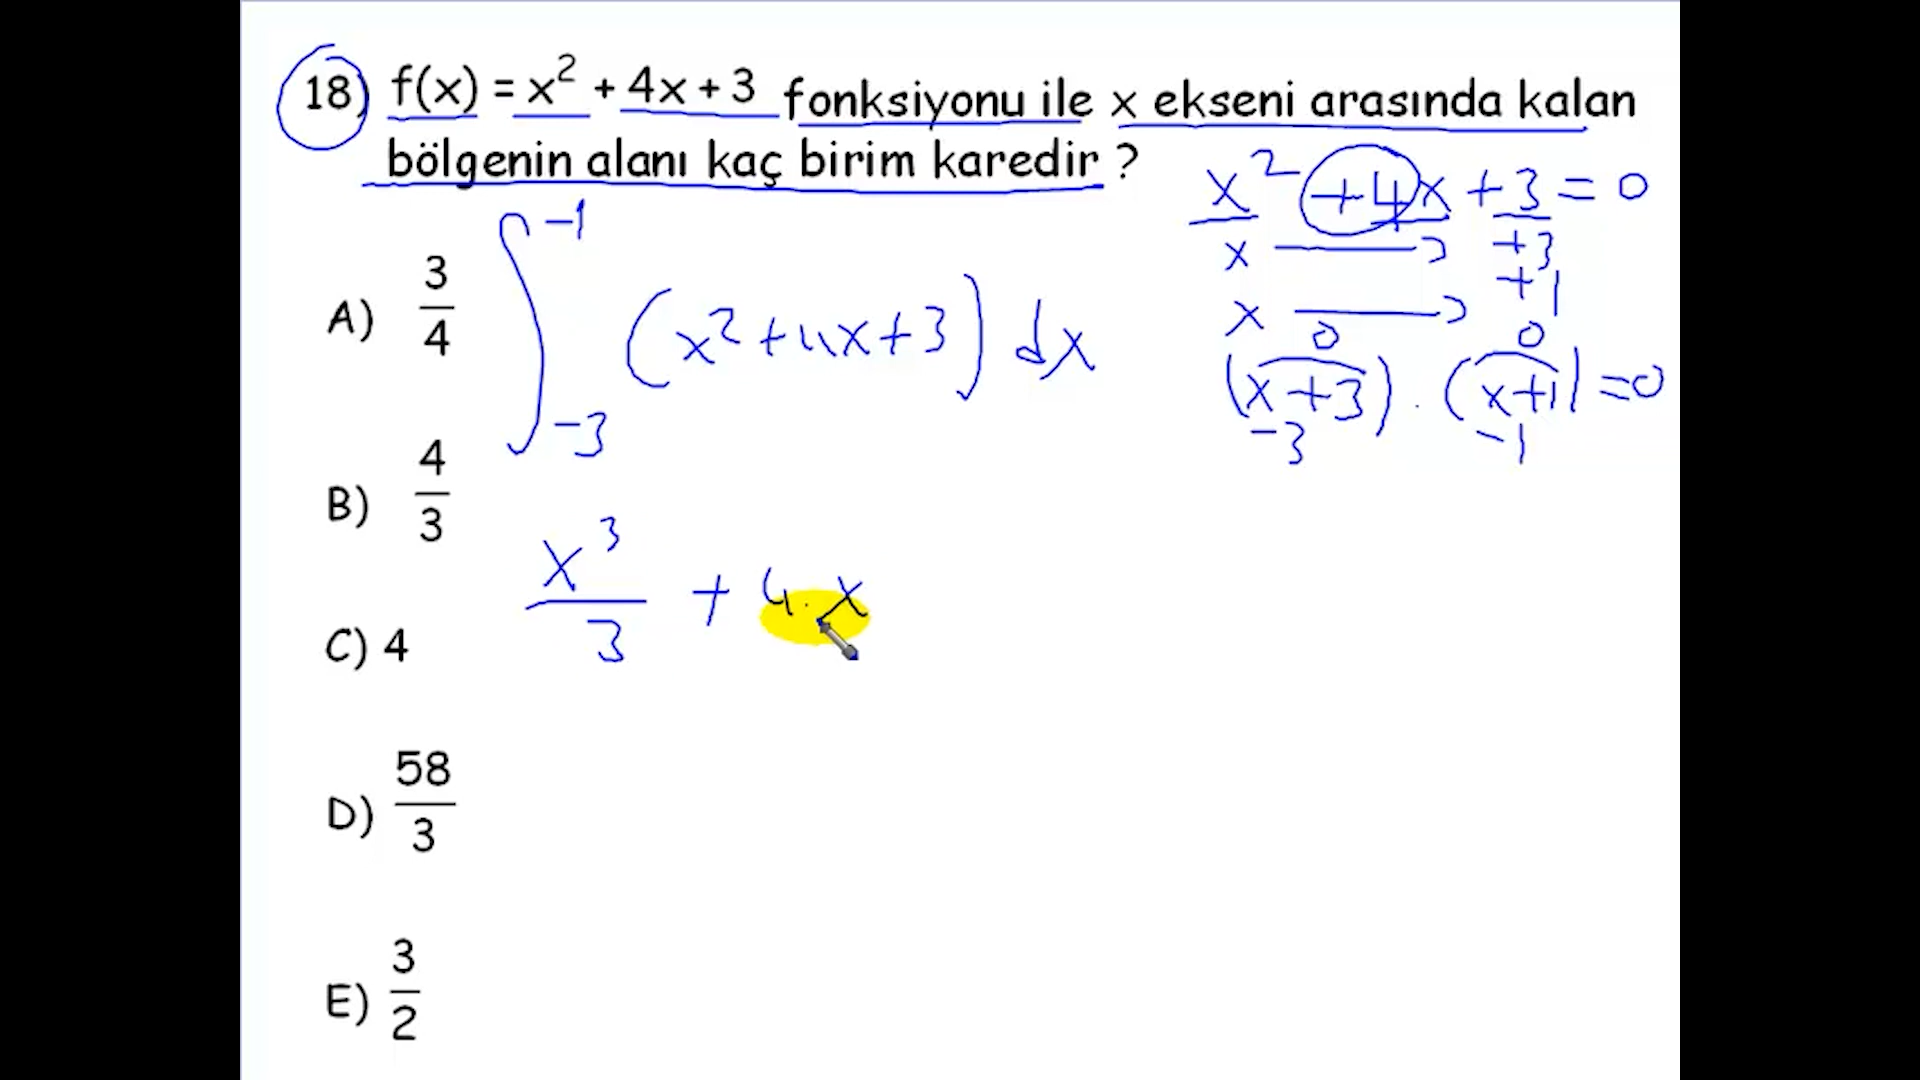 18) f(x) = x² + 4x + 3 fonksiyonu ile x ekseni arasında kalan
bölgenin alanı kaç birim karedir ?
x² + 4x + 3 = 0
x → +3
x → +1
0 0
(x+3) . (x+1) = 0
-3 -1
∫ -1 -3 (x² + 4x + 3) dx
x³/3 + 4.x
A) 3/4
B) 4/3
C) 4
D) 58/3
E) 3/2